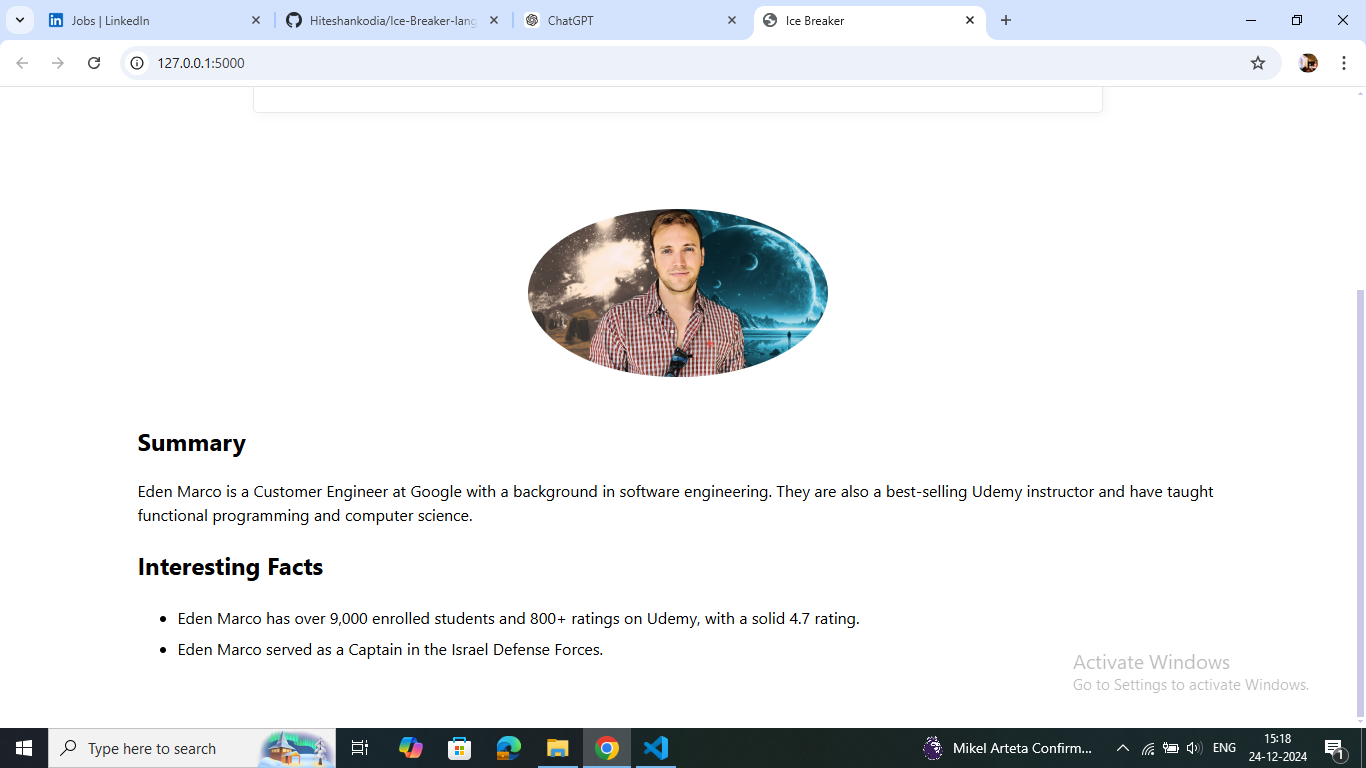 Jobs | LinkedIn
Hiteshankodia/Ice-Breaker-lang
ChatGPT
Ice Breaker
127.0.0.1:5000
Summary
Eden Marco is a Customer Engineer at Google with a background in software engineering. They are also a best-selling Udemy instructor and have taught
functional programming and computer science.
Interesting Facts
Eden Marco has over 9,000 enrolled students and 800+ ratings on Udemy, with a solid 4.7 rating.
Eden Marco served as a Captain in the Israel Defense Forces.
Activate Windows
Go to Settings to activate Windows.
Type here to search
Mikel Arteta Confirm...
ENG
15:18
24-12-2024
1